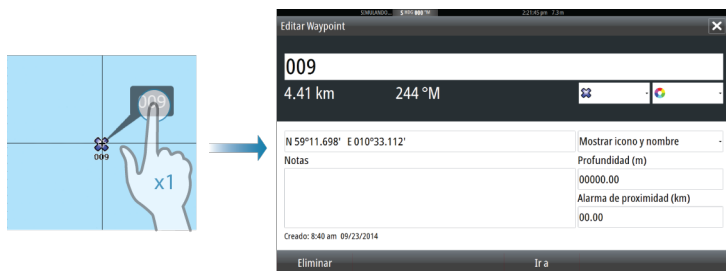 SIMULANDO... 2:21:45 pm 7.3 m
Editar Waypoint
009
009
009
x1
4.41 km 244 °M
N 59°11.698' E 010°33.112'
Mostrar icono y nombre
Notas
Profundidad (m)
00000.00
Alarma de proximidad (km)
00.00
Creado: 8:40 am 09/23/2014
Eliminar
Ir a